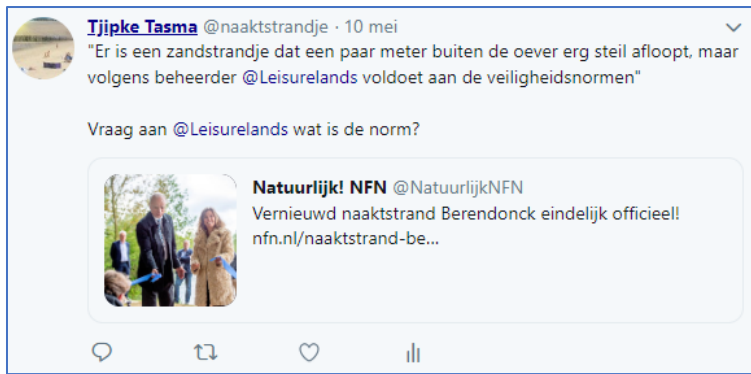 Tjipke Tasma @naaktstrandje · 10 mei
"Er is een zandstrandje dat een paar meter buiten de oever erg steil afloopt, maar
volgens beheerder @Leisurelands voldoet aan de veiligheidsnormen"
Vraag aan @Leisurelands wat is de norm?
Natuurlijk! NFN @NatuurlijkNFN
Vernieuwd naaktstrand Berendonck eindelijk officieel!
nfn.nl/naaktstrand-be...